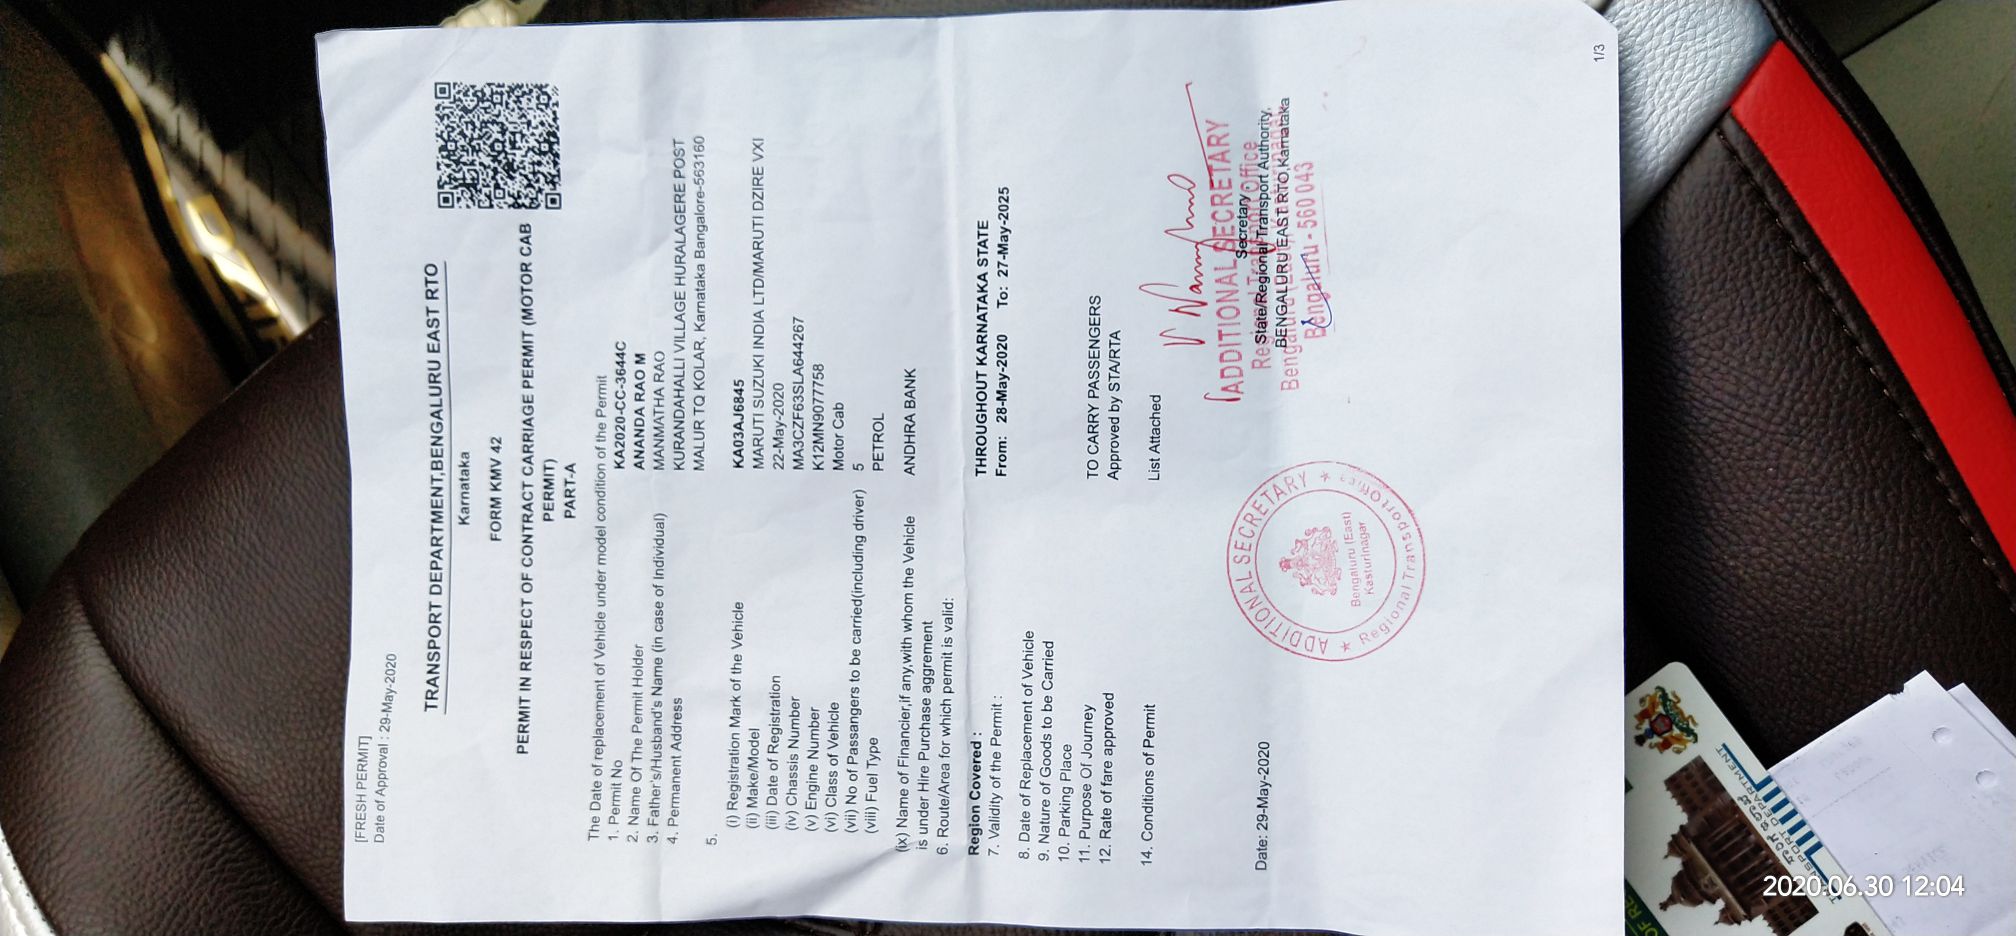 [FRESH PERMIT]
Date of Approval : 29-May-2020
TRANSPORT DEPARTMENT,BENGALURU EAST RTO
Karnataka
FORM KMV 42
PERMIT IN RESPECT OF CONTRACT CARRIAGE PERMIT (MOTOR CAB
PERMIT)
PART-A
The Date of replacement of Vehicle under model condition of the Permit
1. Permit No KA2020-CC-3644C
2. Name Of The Permit Holder ANANDA RAO M
3. Father's/Husband's Name (in case of Individual) MANMATHA RAO
4. Permanent Address KURANDAHALLI VILLAGE HURALAGERE POST
MALUR TQ KOLAR, Karnataka Bangalore-563160
5.
(i) Registration Mark of the Vehicle KA03AJ6845
(ii) Make/Model MARUTI SUZUKI INDIA LTD/MARUTI DZIRE VXI
(iii) Date of Registration 22-May-2020
(iv) Chassis Number MA3CZF63SLA644267
(v) Engine Number K12MN9077758
(vi) Class of Vehicle Motor Cab
(vii) No of Passangers to be carried(including driver) 5
(viii) Fuel Type PETROL
(ix) Name of Financier,if any,with whom the Vehicle ANDHRA BANK
is under Hire Purchase aggrement
6. Route/Area for which permit is valid:
Region Covered : THROUGHOUT KARNATAKA STATE
7. Validity of the Permit : From: 28-May-2020 To: 27-May-2025
8. Date of Replacement of Vehicle
9. Nature of Goods to be Carried
10. Parking Place
11. Purpose Of Journey TO CARRY PASSENGERS
12. Rate of fare approved Approved by STA/RTA
14. Conditions of Permit List Attached
ADDITIONAL SECRETARY
Regional Transport Office
Bengaluru - 560 043
Secretary
State/Regional Transport Authority,
BENGALURU EAST RTO,Karnataka
Date: 29-May-2020
ADDITIONAL SECRETARY
Bengaluru (East)
Kasturinagar
Regional Transport Office
1/3
2020.06.30 12:04